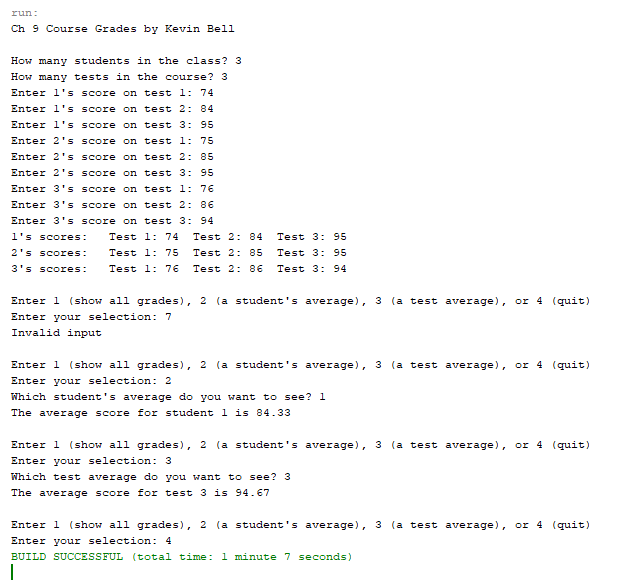 run:
Ch 9 Course Grades by Kevin Bell
How many students in the class? 3
How many tests in the course? 3
Enter 1's score on test 1: 74
Enter 1's score on test 2: 84
Enter 1's score on test 3: 95
Enter 2's score on test 1: 75
Enter 2's score on test 2: 85
Enter 2's score on test 3: 95
Enter 3's score on test 1: 76
Enter 3's score on test 2: 86
Enter 3's score on test 3: 94
1's scores:   Test 1: 74  Test 2: 84  Test 3: 95
2's scores:   Test 1: 75  Test 2: 85  Test 3: 95
3's scores:   Test 1: 76  Test 2: 86  Test 3: 94
Enter 1 (show all grades), 2 (a student's average), 3 (a test average), or 4 (quit)
Enter your selection: 7
Invalid input
Enter 1 (show all grades), 2 (a student's average), 3 (a test average), or 4 (quit)
Enter your selection: 2
Which student's average do you want to see? 1
The average score for student 1 is 84.33
Enter 1 (show all grades), 2 (a student's average), 3 (a test average), or 4 (quit)
Enter your selection: 3
Which test average do you want to see? 3
The average score for test 3 is 94.67
Enter 1 (show all grades), 2 (a student's average), 3 (a test average), or 4 (quit)
Enter your selection: 4
BUILD SUCCESSFUL (total time: 1 minute 7 seconds)